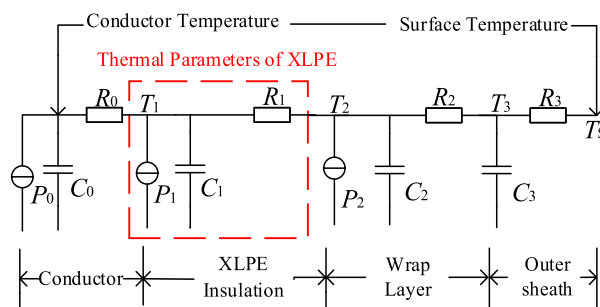 Conductor Temperature
Surface Temperature
Thermal Parameters of XLPE
R0
T1
R1
T2
R2
T3
R3
P0
C0
P1
C1
P2
C2
C3
Conductor
XLPE
Insulation
Wrap
Layer
Outer
sheath